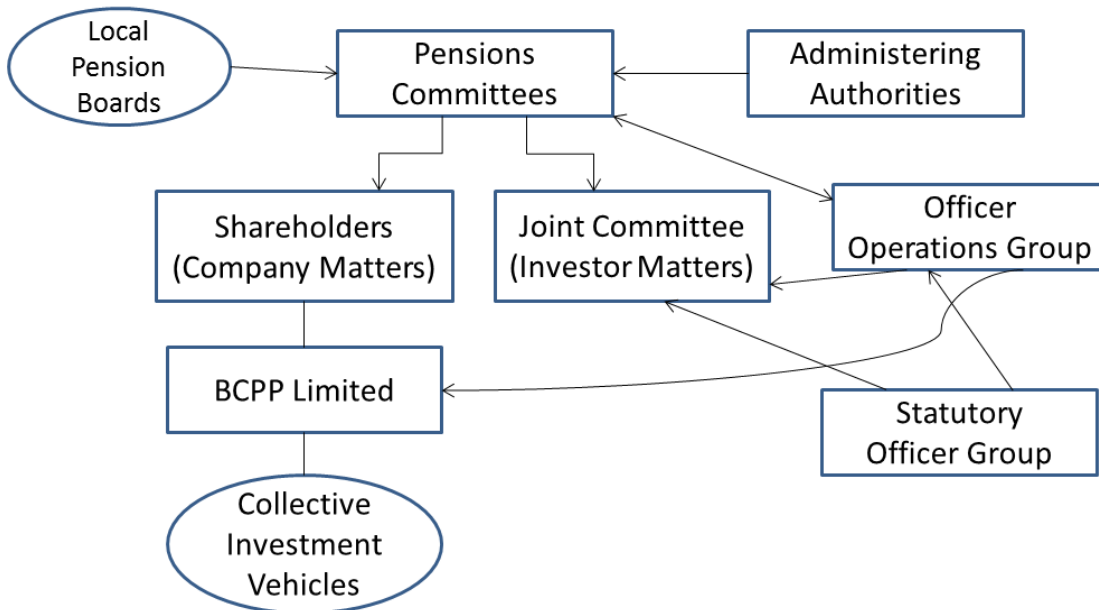 Local
Pension
Boards
Pensions
Committees
Administering
Authorities
Shareholders
(Company Matters)
Joint Committee
(Investor Matters)
Officer
Operations Group
BCPP Limited
Statutory
Officer Group
Collective
Investment
Vehicles